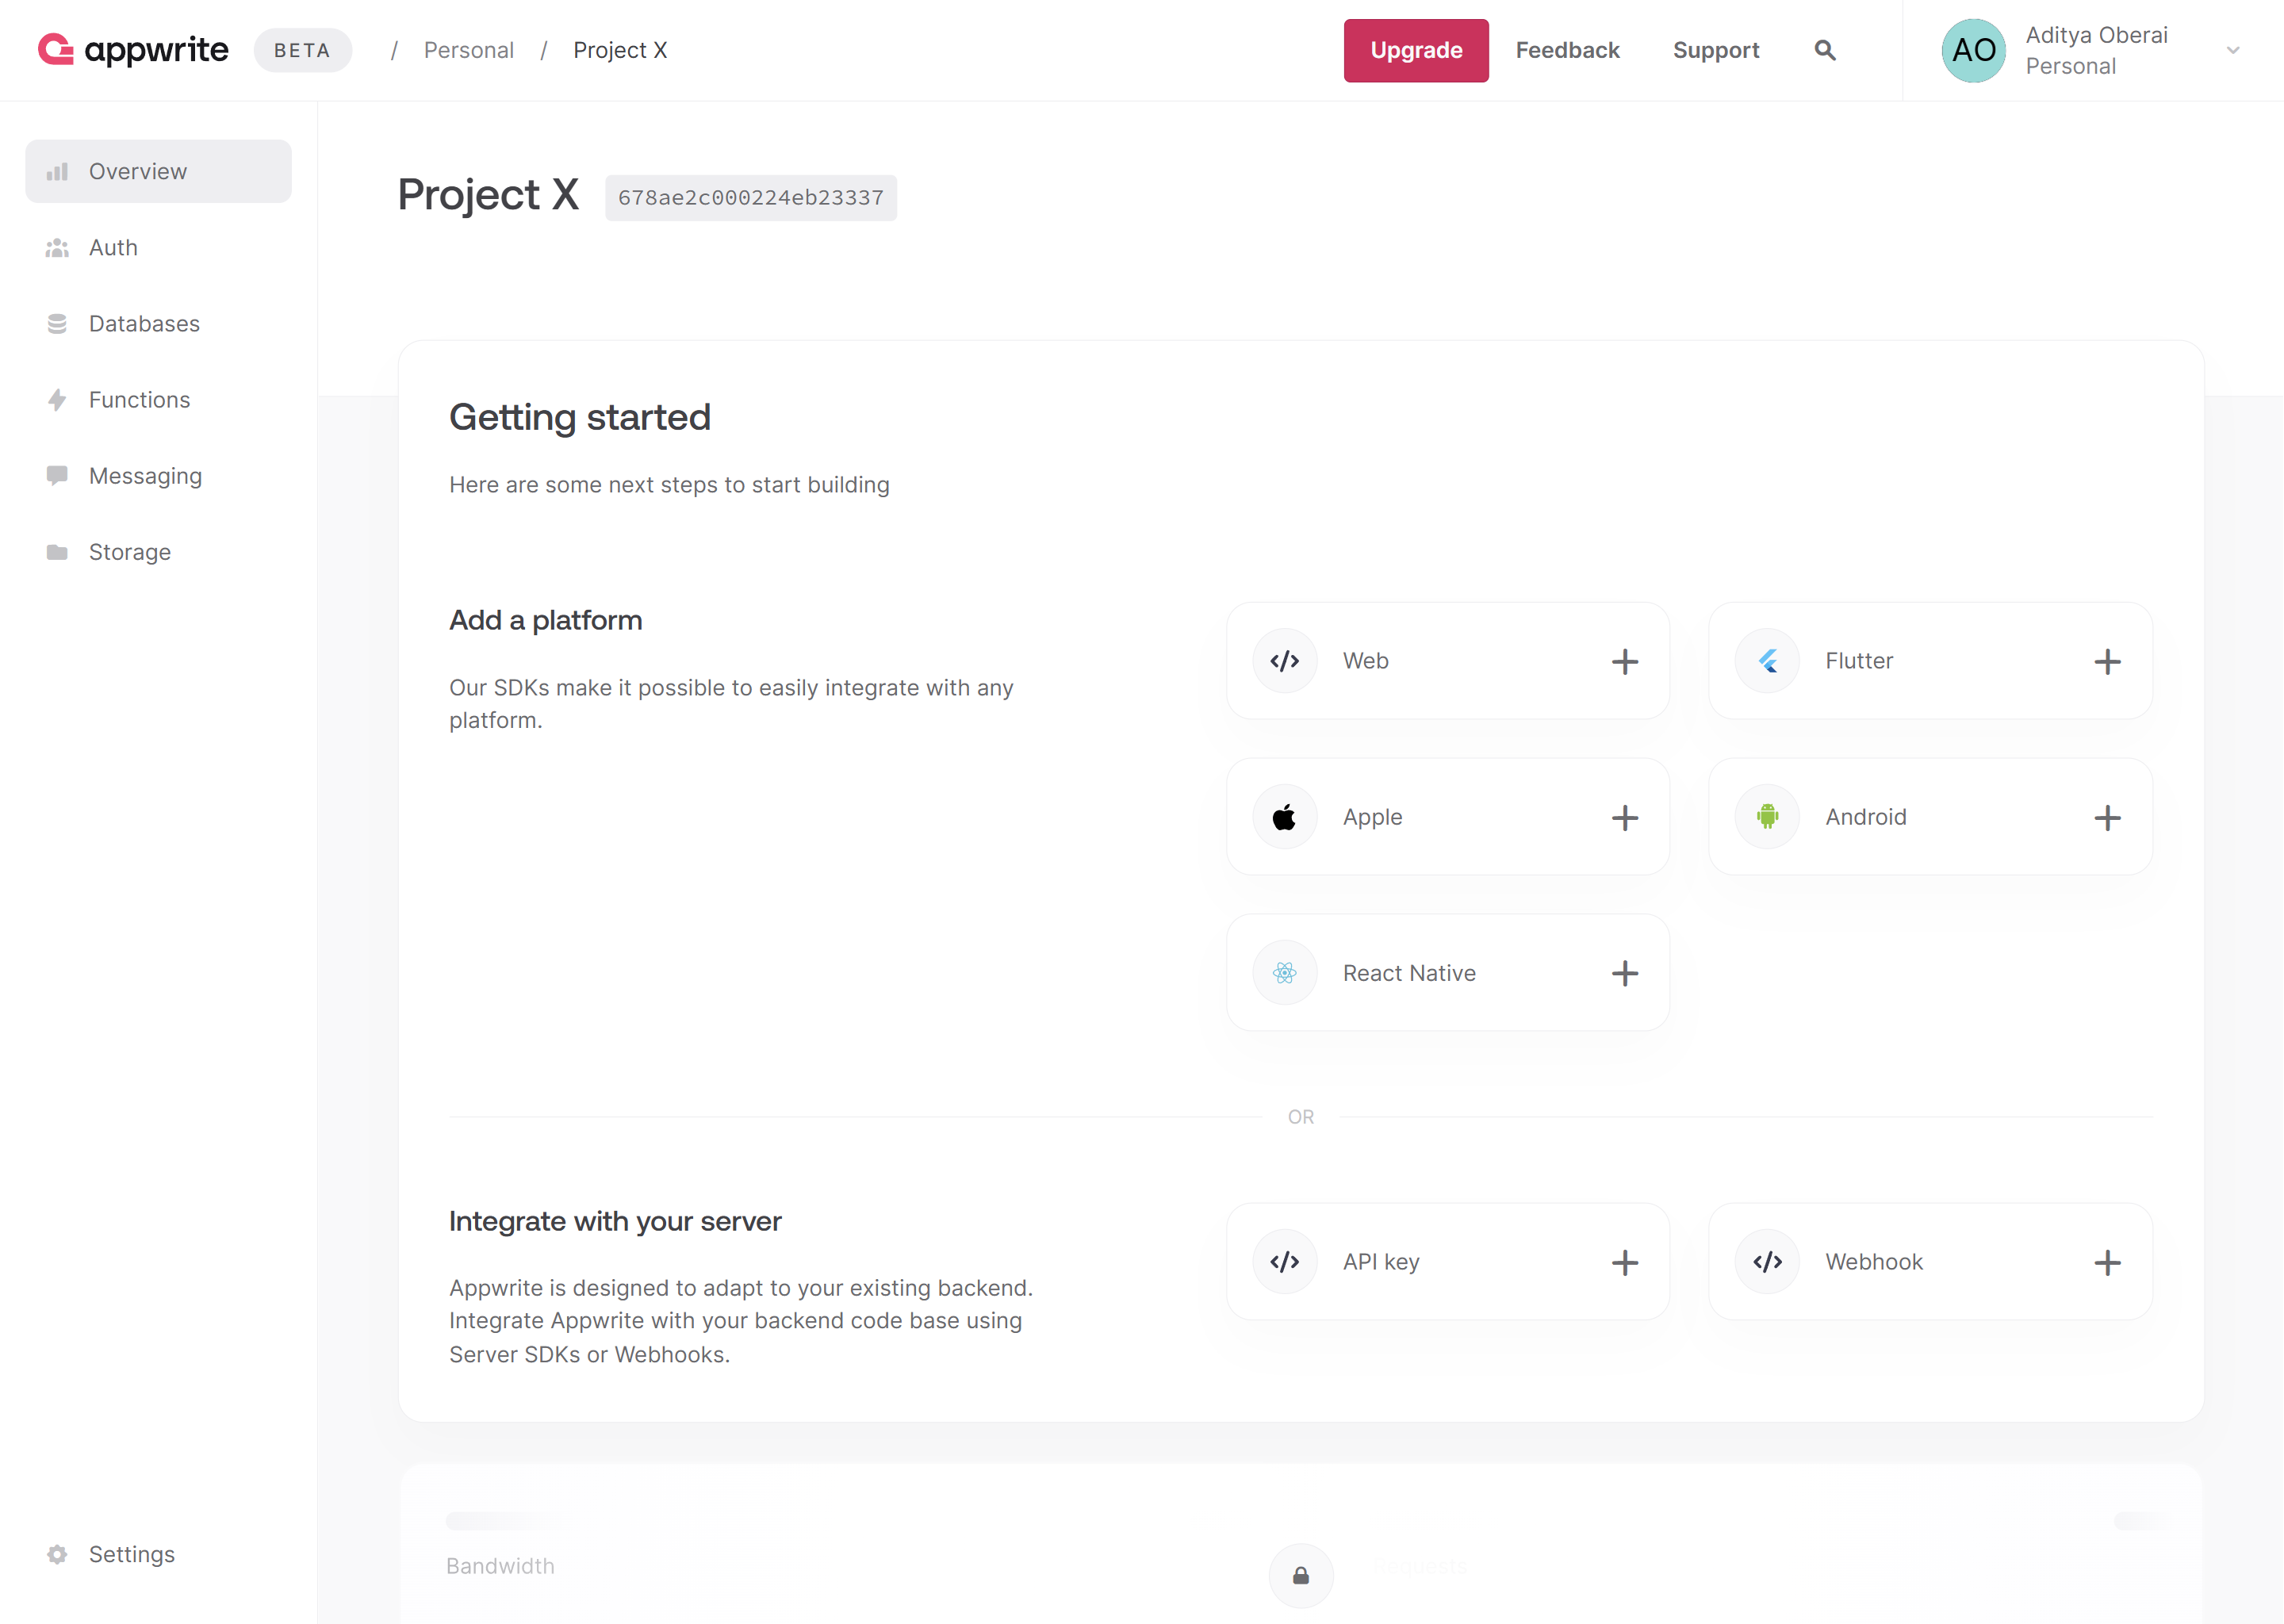 appwrite BETA / Personal / Project X Upgrade Feedback Support AO Aditya Oberai
Personal
Overview
Auth
Databases
Functions
Messaging
Storage
Settings
Project X 678ae2c000224eb23337
Getting started
Here are some next steps to start building
Add a platform
Our SDKs make it possible to easily integrate with any
platform.
Web
Flutter
Apple
Android
React Native
OR
Integrate with your server
Appwrite is designed to adapt to your existing backend.
Integrate Appwrite with your backend code base using
Server SDKs or Webhooks.
API key
Webhook
Bandwidth
Requests